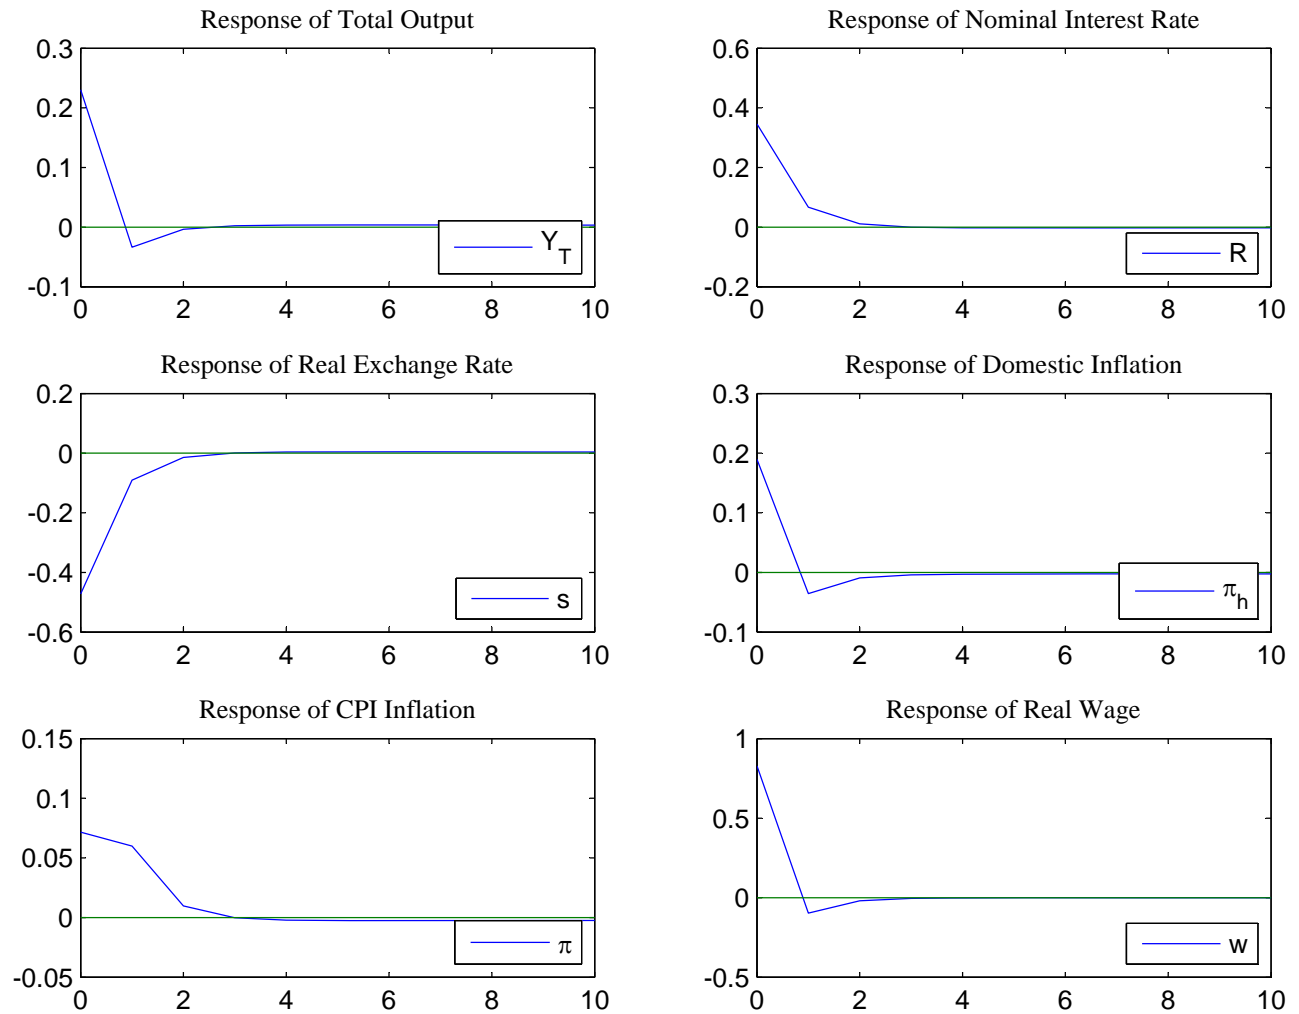 Response of Total Output
0.3
0.2
0.1
0
-0.1
0 2 4 6 8 10
Y_T
Response of Nominal Interest Rate
0.6
0.4
0.2
0
-0.2
0 2 4 6 8 10
R
Response of Real Exchange Rate
0.2
0
-0.2
-0.4
-0.6
0 2 4 6 8 10
s
Response of Domestic Inflation
0.3
0.2
0.1
0
-0.1
0 2 4 6 8 10
π_h
Response of CPI Inflation
0.15
0.1
0.05
0
-0.05
0 2 4 6 8 10
π
Response of Real Wage
1
0.5
0
-0.5
0 2 4 6 8 10
w